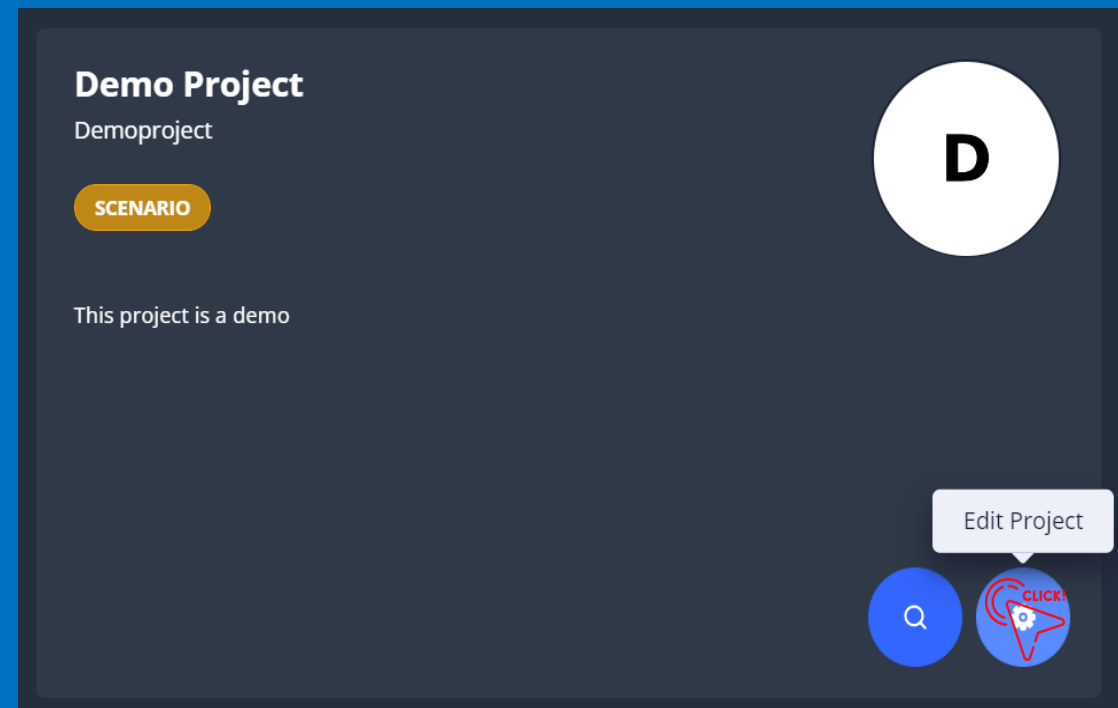 Demo Project
Demoproject
D
SCENARIO
This project is a demo
Edit Project
CLICK!